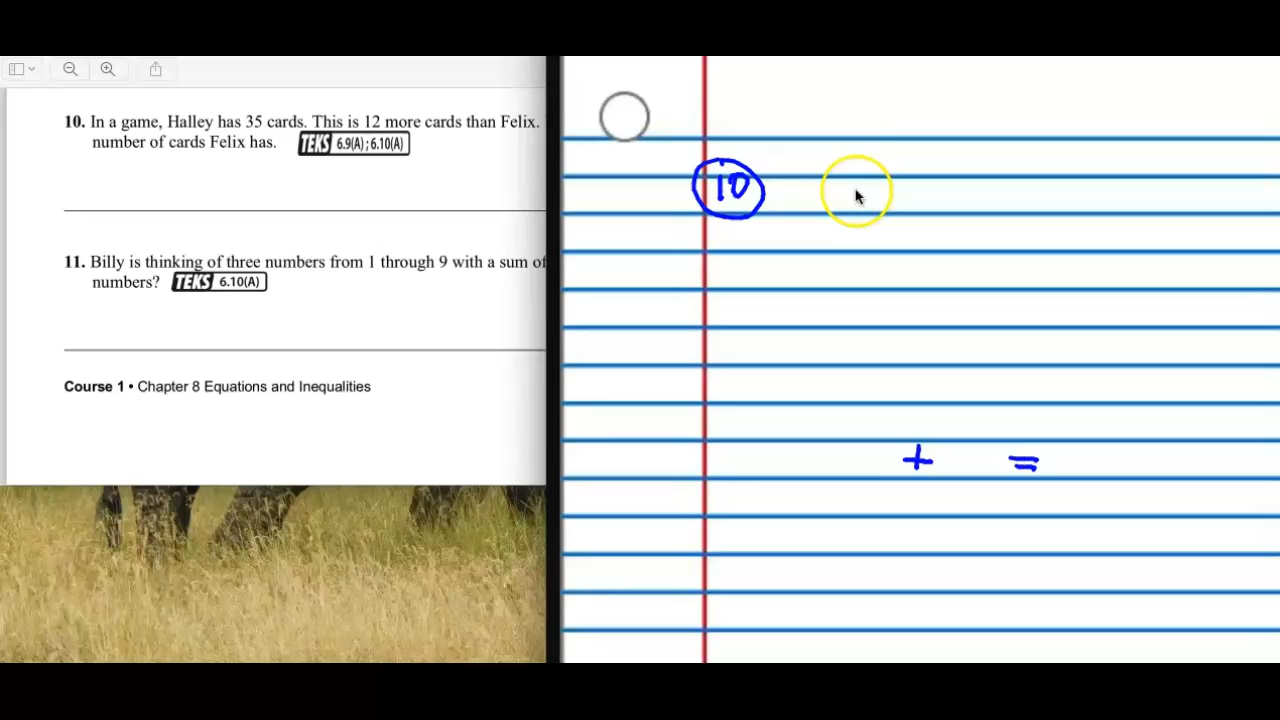 10. In a game, Halley has 35 cards. This is 12 more cards than Felix.
number of cards Felix has. TEKS 6.9(A);6.10(A)
11. Billy is thinking of three numbers from 1 through 9 with a sum of
numbers? TEKS 6.10(A)
Course 1 • Chapter 8 Equations and Inequalities
10
+ =